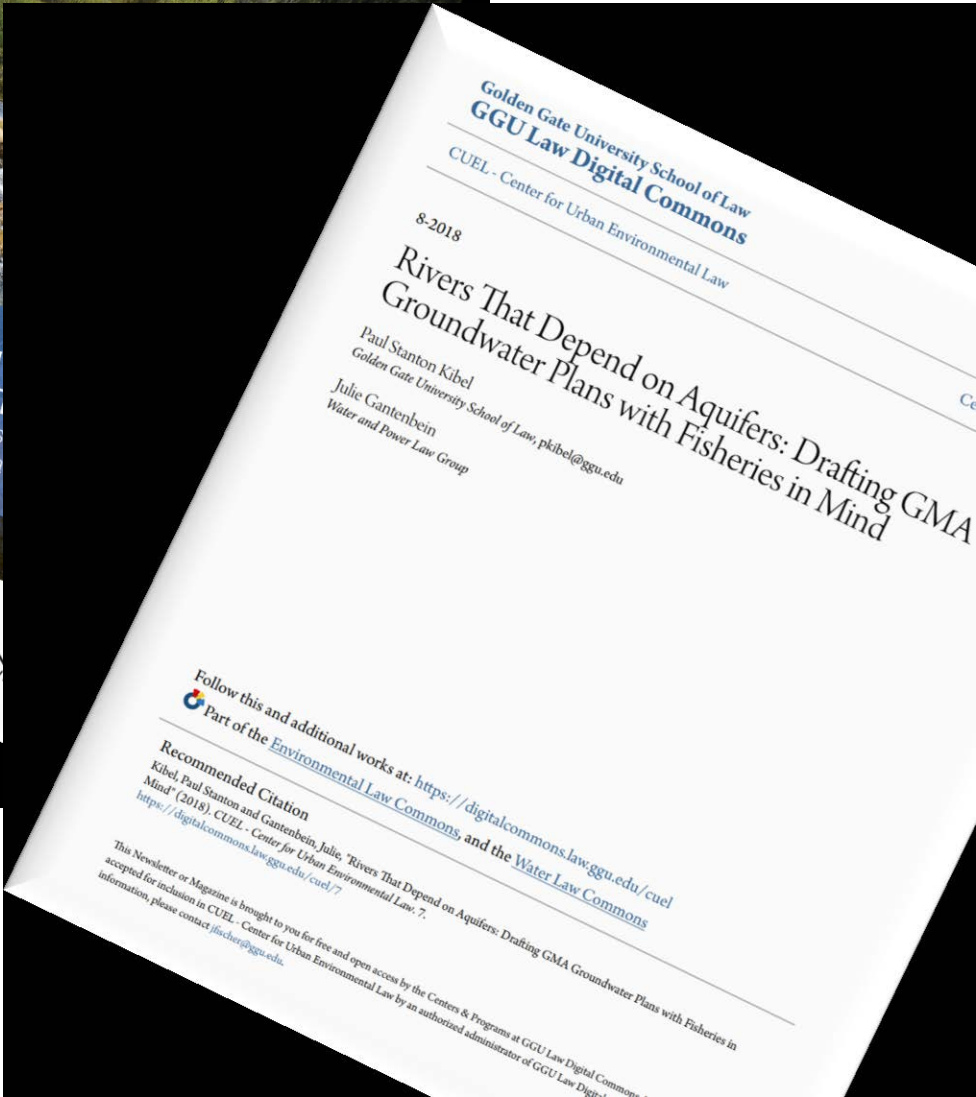 Golden Gate University School of Law
GGU Law Digital Commons
CUEL - Center for Urban Environmental Law
Ce
8-2018
Rivers That Depend on Aquifers: Drafting GMA
Groundwater Plans with Fisheries in Mind
Paul Stanton Kibel
Golden Gate University School of Law, pkibel@ggu.edu
Julie Gantenbein
Water and Power Law Group
Follow this and additional works at: https://digitalcommons.law.ggu.edu/cuel
Part of the Environmental Law Commons, and the Water Law Commons
Recommended Citation
Kibel, Paul Stanton and Gantenbein, Julie, "Rivers That Depend on Aquifers: Drafting GMA Groundwater Plans with Fisheries in
Mind" (2018). CUEL - Center for Urban Environmental Law. 7.
https://digitalcommons.law.ggu.edu/cuel/7
This Newsletter or Magazine is brought to you for free and open access by the Centers & Programs at GGU Law Digital Commons.
accepted for inclusion in CUEL - Center for Urban Environmental Law by an authorized administrator of GGU Law Digital
information, please contact jfischer@ggu.edu.